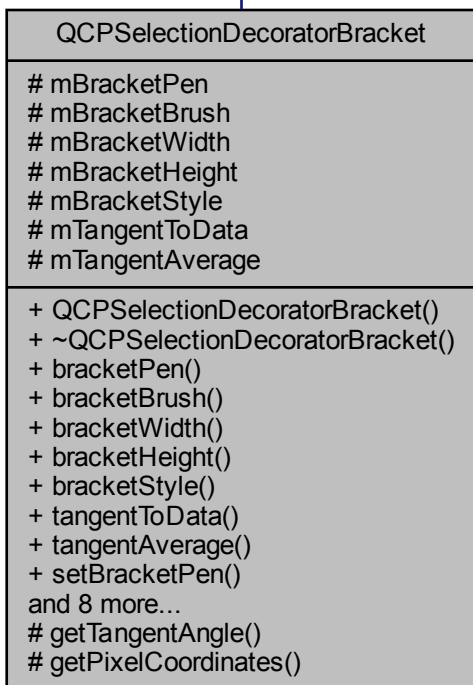 QCPSelectionDecoratorBracket
# mBracketPen
# mBracketBrush
# mBracketWidth
# mBracketHeight
# mBracketStyle
# mTangentToData
# mTangentAverage
+ QCPSelectionDecoratorBracket()
+ ~QCPSelectionDecoratorBracket()
+ bracketPen()
+ bracketBrush()
+ bracketWidth()
+ bracketHeight()
+ bracketStyle()
+ tangentToData()
+ tangentAverage()
+ setBracketPen()
and 8 more...
# getTangentAngle()
# getPixelCoordinates()